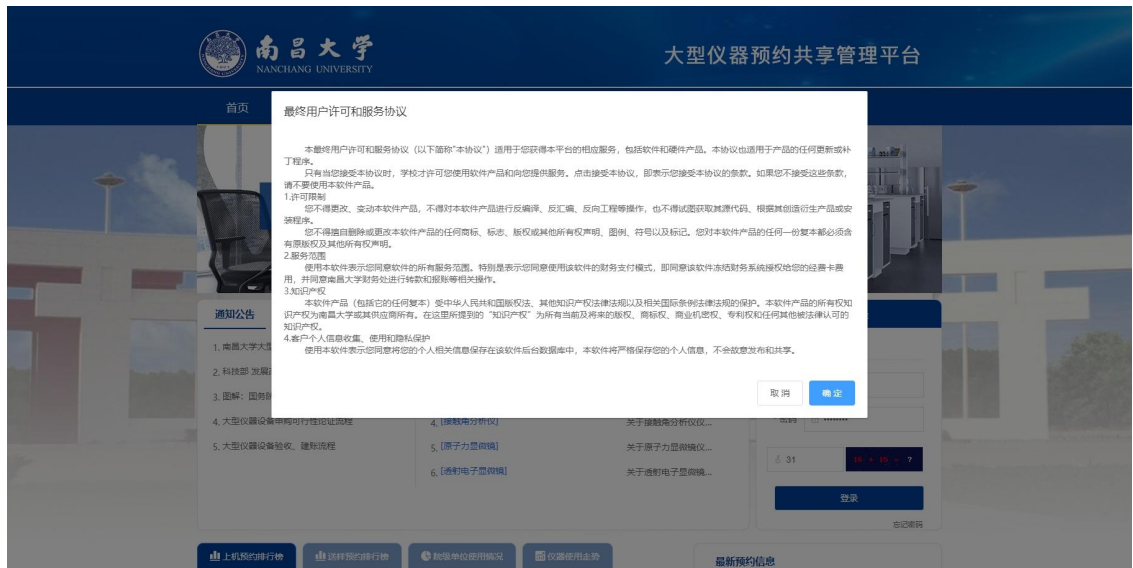 南昌大学
NANCHANG UNIVERSITY
大型仪器预约共享管理平台
首页
最终用户许可和服务协议
本最终用户许可和服务协议（以下简称“本协议”）适用于您获得本平台的相应服务，包括软件和硬件产品。本协议也适用于产品的任何更新或补
丁程序。
只有当您接受本协议时，学校才许可您使用软件产品和向您提供服务。点击接受本协议，即表示您接受本协议的条款。如果您不接受这些条款，
请不要使用本软件产品。
1.许可限制
您不得更改、变动本软件产品，不得对本软件产品进行反编译、反汇编、反向工程等操作，也不得试图获取其源代码、根据其创造衍生产品或安
装程序。
您不得擅自删除或更改本软件产品的任何商标、标志、版权或其他所有权声明、图例、符号以及标记。您对本软件产品的任何一份复本都必须含
有原版权及其他所有权声明。
2.服务范围
使用本软件表示您同意软件的所有服务范围。特别是表示您同意使用该软件的财务支付模式，即同意该软件冻结财务系统授权给您的经费卡费
用，并同意南昌大学财务处进行转款和报账等相关操作。
3.知识产权
本软件产品（包括它的任何复本）受中华人民共和国版权法、其他知识产权法律法规以及相关国际条例法律法规的保护。本软件产品的所有权知
识产权为南昌大学或其供应商所有。在这里所提到的“知识产权”为所有当前及将来的版权、商标权、商业机密权、专利权和任何其他被法律认可的
知识产权。
4.客户个人信息收集、使用和隐私保护
使用本软件表示您同意将您的个人相关信息保存在该软件后台数据库中，本软件将严格保存您的个人信息，不会故意发布和共享。
取消
确定
通知公告
1. 南昌大学大型
2. 科技部 发展
3. 图解：国务
4. 大型仪器设备申购可行性论证流程
5. 大型仪器设备验收、建账流程
4. [接触角分析仪] 关于接触角分析仪仪...
5. [原子力显微镜] 关于原子力显微镜仪...
6. [透射电子显微镜] 关于透射电子显微镜...
密码
31
16 + 15 = ?
登录
忘记密码
上机预约排行榜
送样预约排行榜
院级单位使用情况
仪器使用走势
最新预约信息